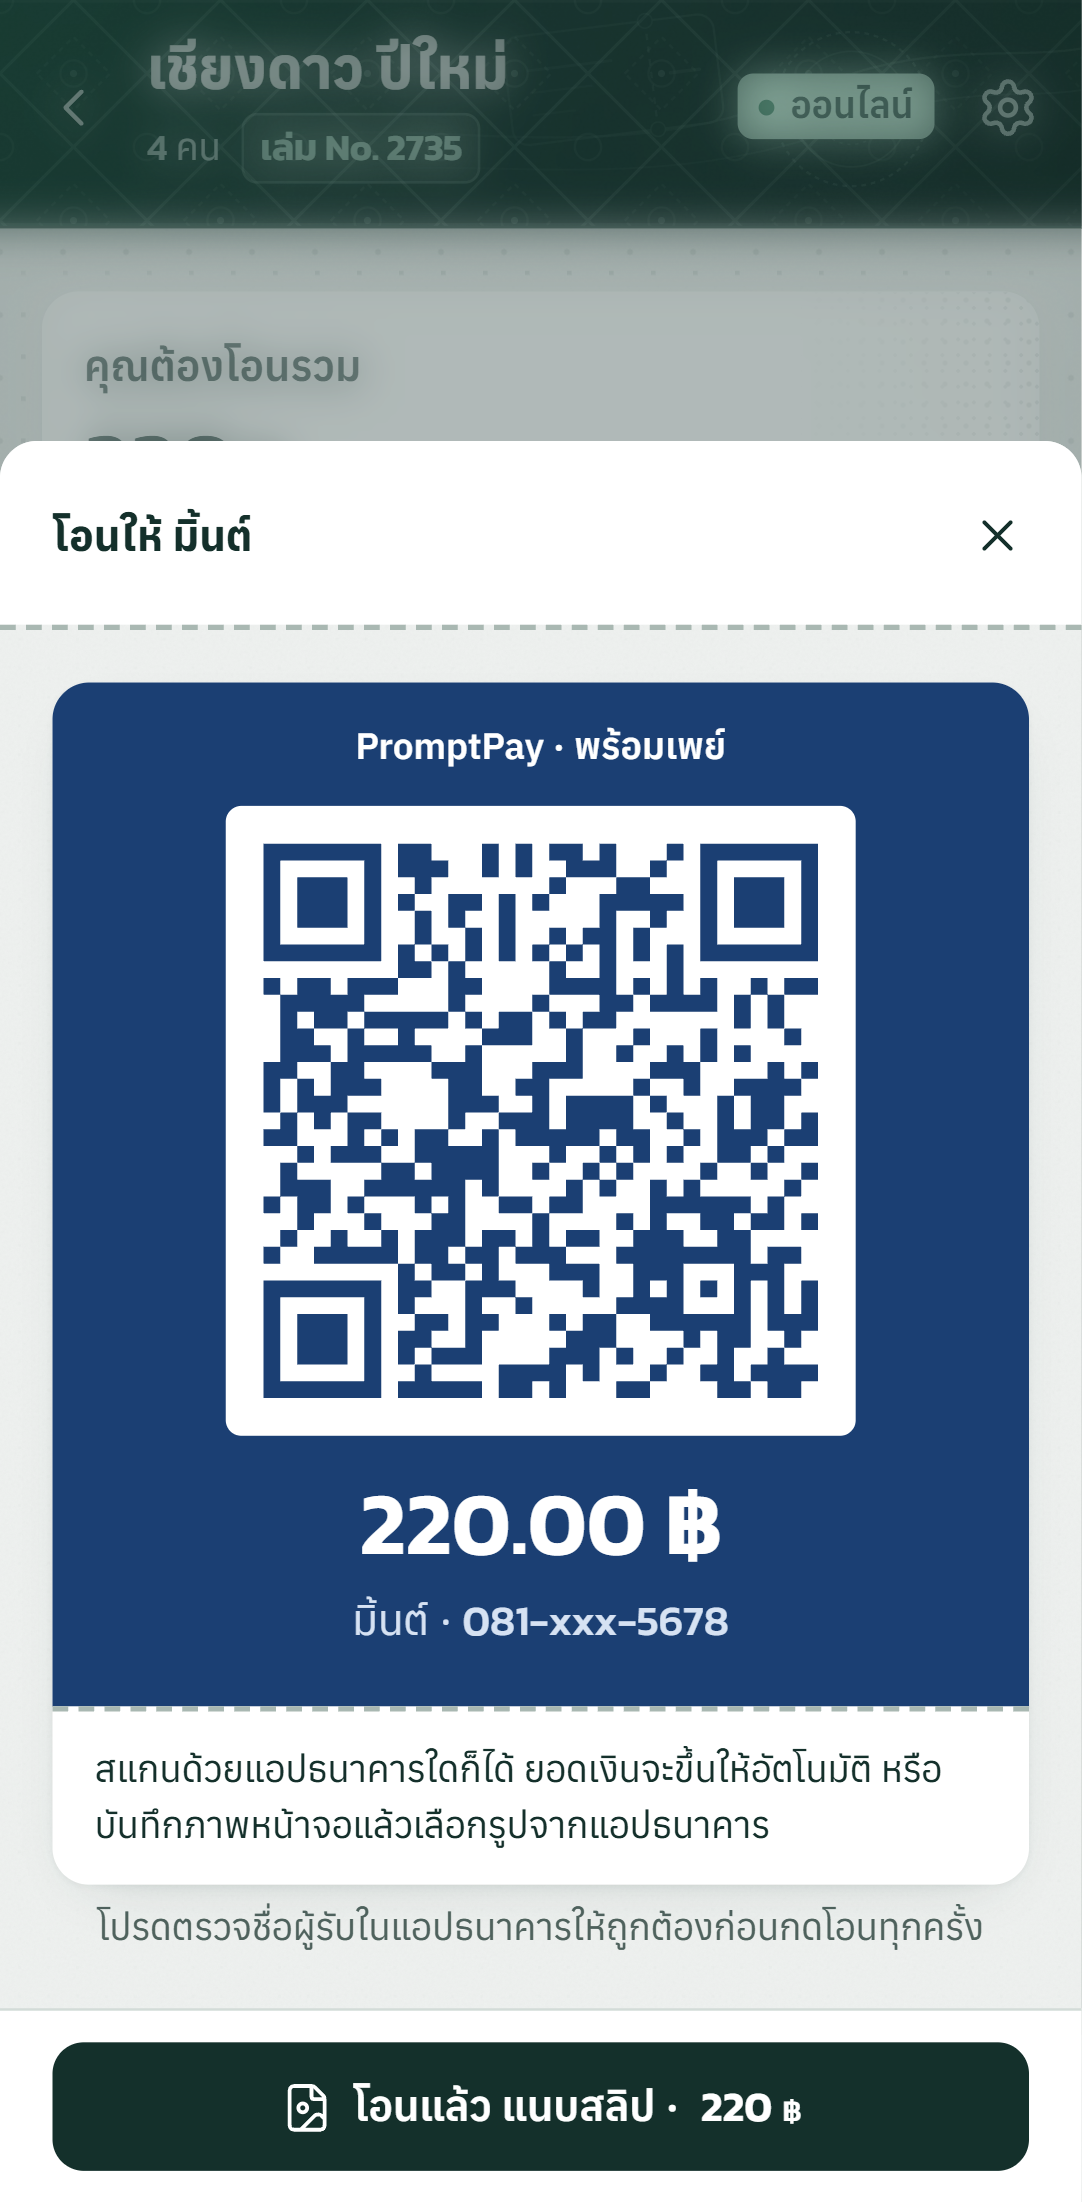 เชียงดาว ปีใหม่
4 คน เล่ม No. 2735
ออนไลน์
คุณต้องโอนรวม
โอนให้ มิ้นต์
PromptPay · พร้อมเพย์
220.00 ฿
มิ้นต์ · 081-xxx-5678
สแกนด้วยแอปธนาคารใดก็ได้ ยอดเงินจะขึ้นให้อัตโนมัติ หรือ
บันทึกภาพหน้าจอแล้วเลือกรูปจากแอปธนาคาร
โปรดตรวจชื่อผู้รับในแอปธนาคารให้ถูกต้องก่อนกดโอนทุกครั้ง
โอนแล้ว แนบสลิป · 220 ฿